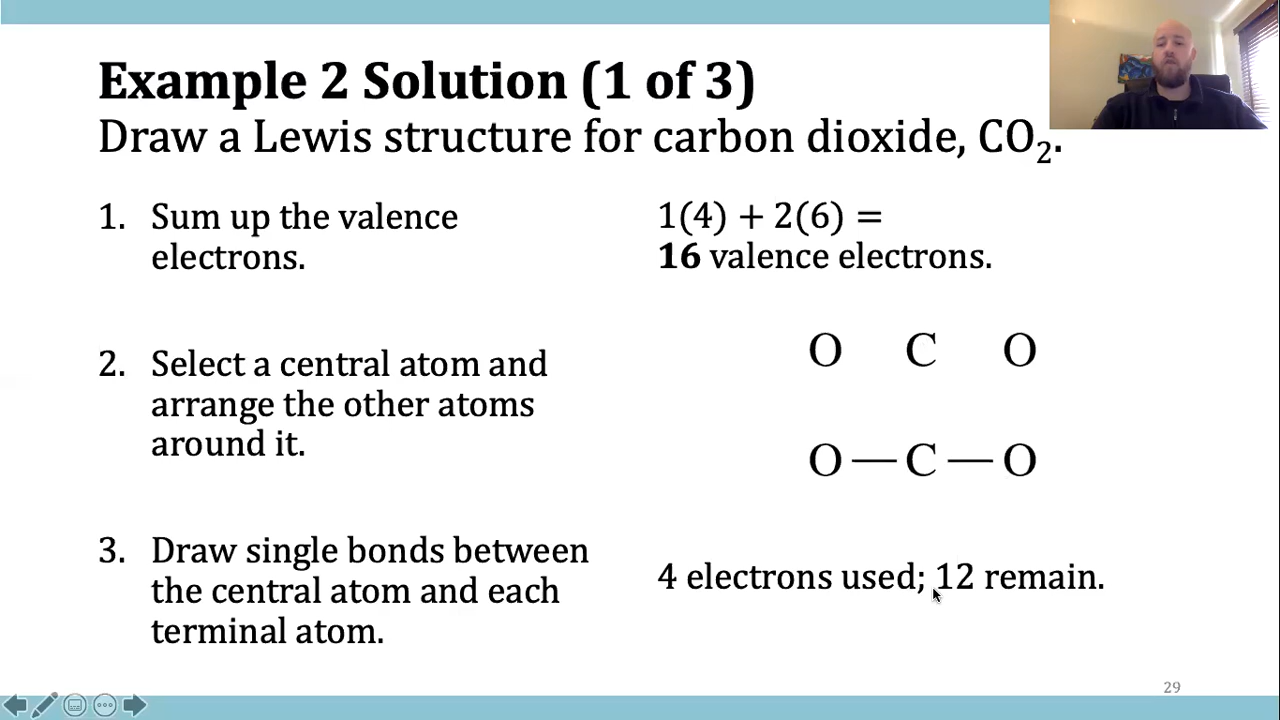 Example 2 Solution (1 of 3)
Draw a Lewis structure for carbon dioxide, CO₂.
1. Sum up the valence
electrons.
1(4) + 2(6) =
16 valence electrons.
2. Select a central atom and
arrange the other atoms
around it.
O C O
O — C — O
3. Draw single bonds between
the central atom and each
terminal atom.
4 electrons used; 12 remain.
29